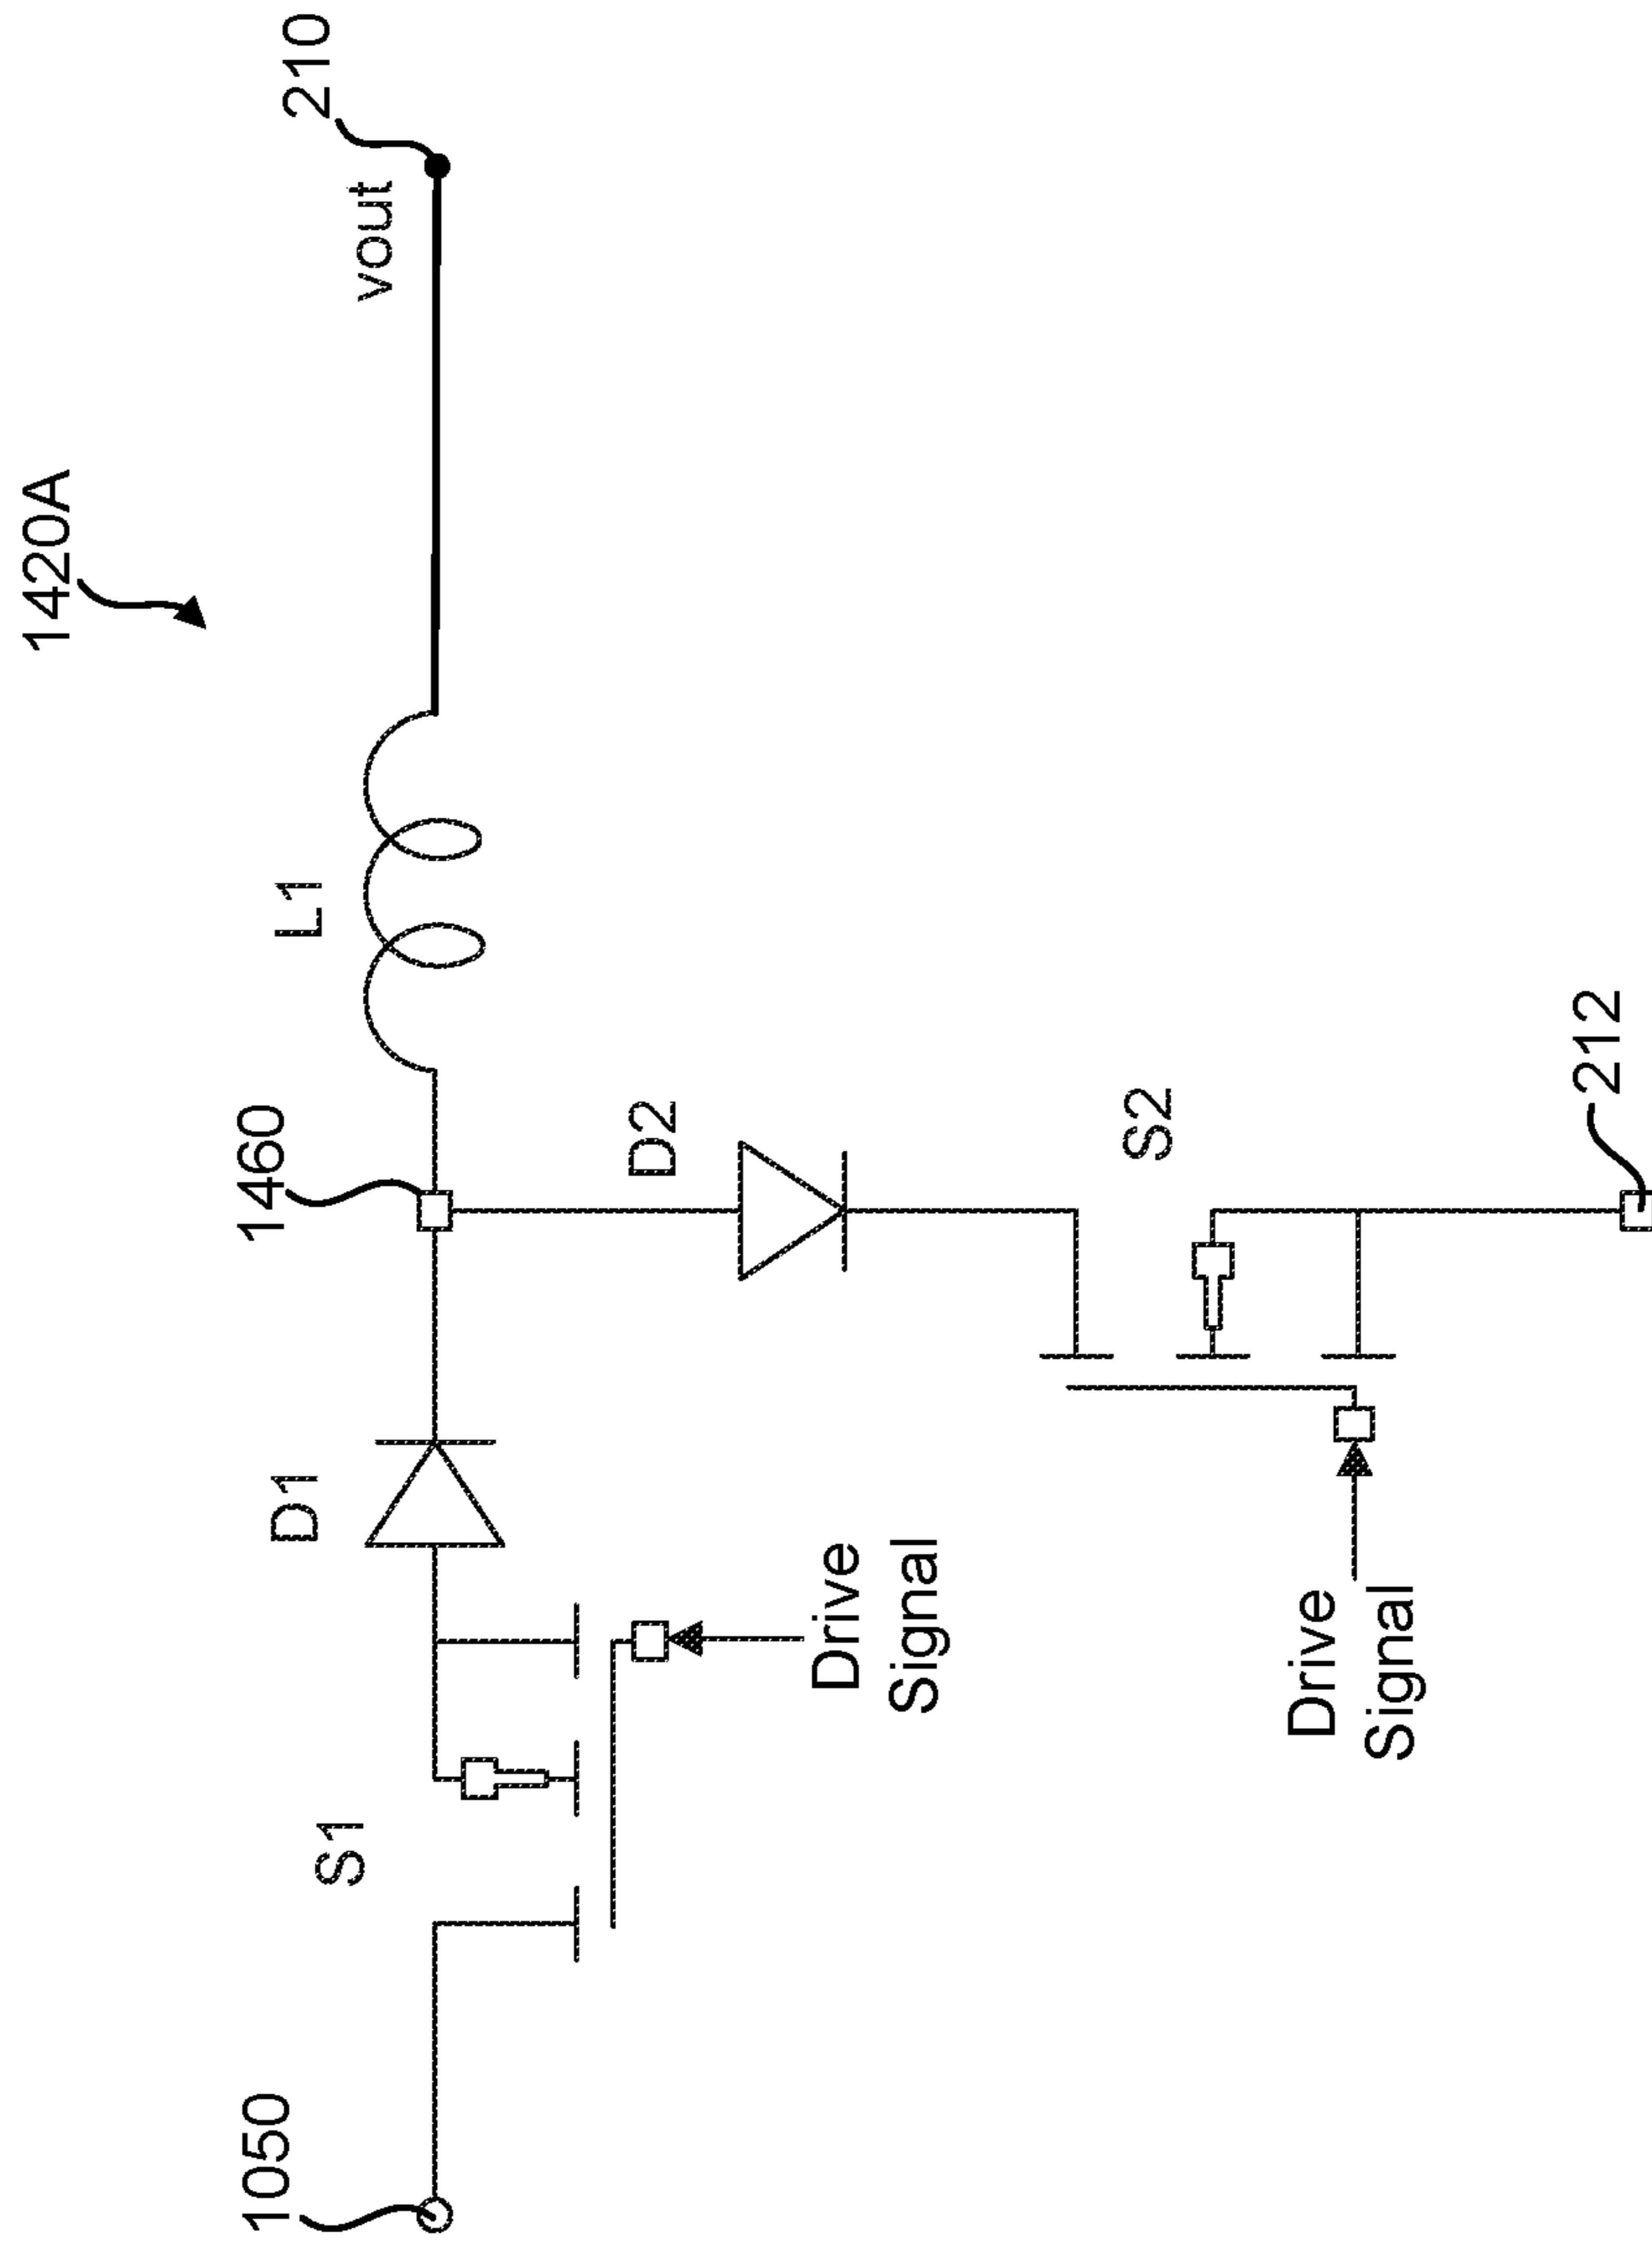 1420A
1050
S1
D1
1460
L1
vout
210
D2
Drive
Signal
S2
Drive
Signal
212